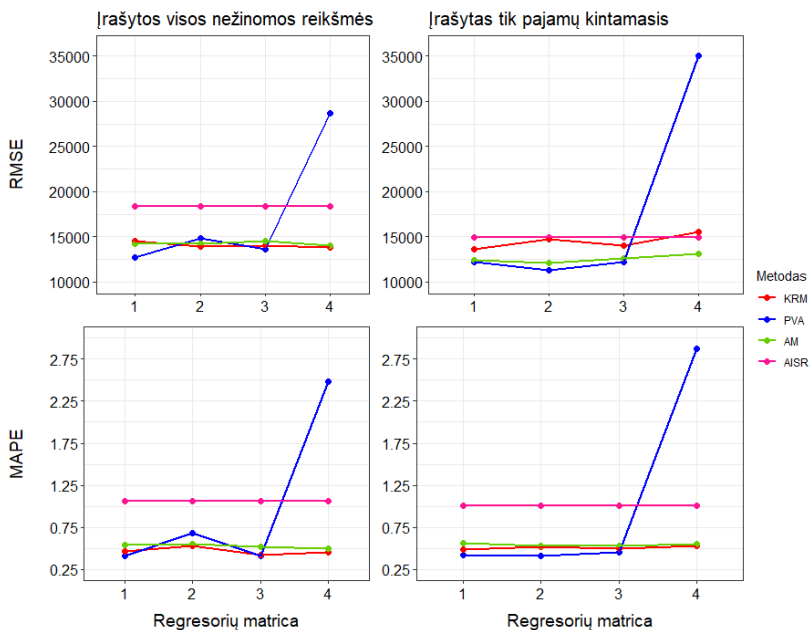 Įrašytos visos nežinomos reikšmės
Įrašytas tik pajamų kintamasis
RMSE
35000
30000
25000
20000
15000
10000
1 2 3 4
35000
30000
25000
20000
15000
10000
1 2 3 4
MAPE
2.75
2.25
1.75
1.25
0.75
0.25
1 2 3 4
Regresorių matrica
2.75
2.25
1.75
1.25
0.75
0.25
1 2 3 4
Regresorių matrica
Metodas
KRM
PVA
AM
AISR